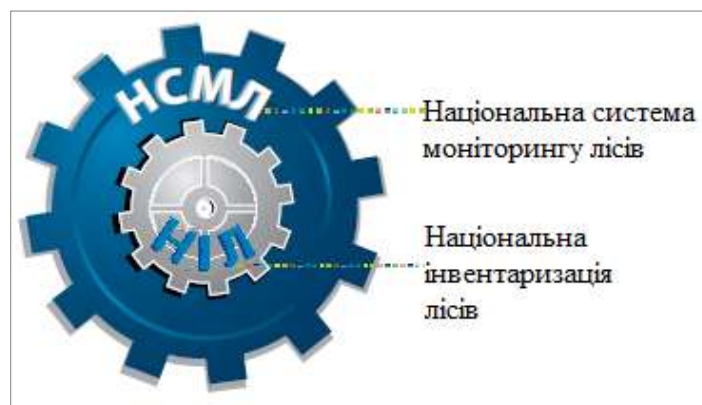 НСМЛ
Національна система
моніторингу лісів
НІЛ
Національна
інвентаризація
лісів